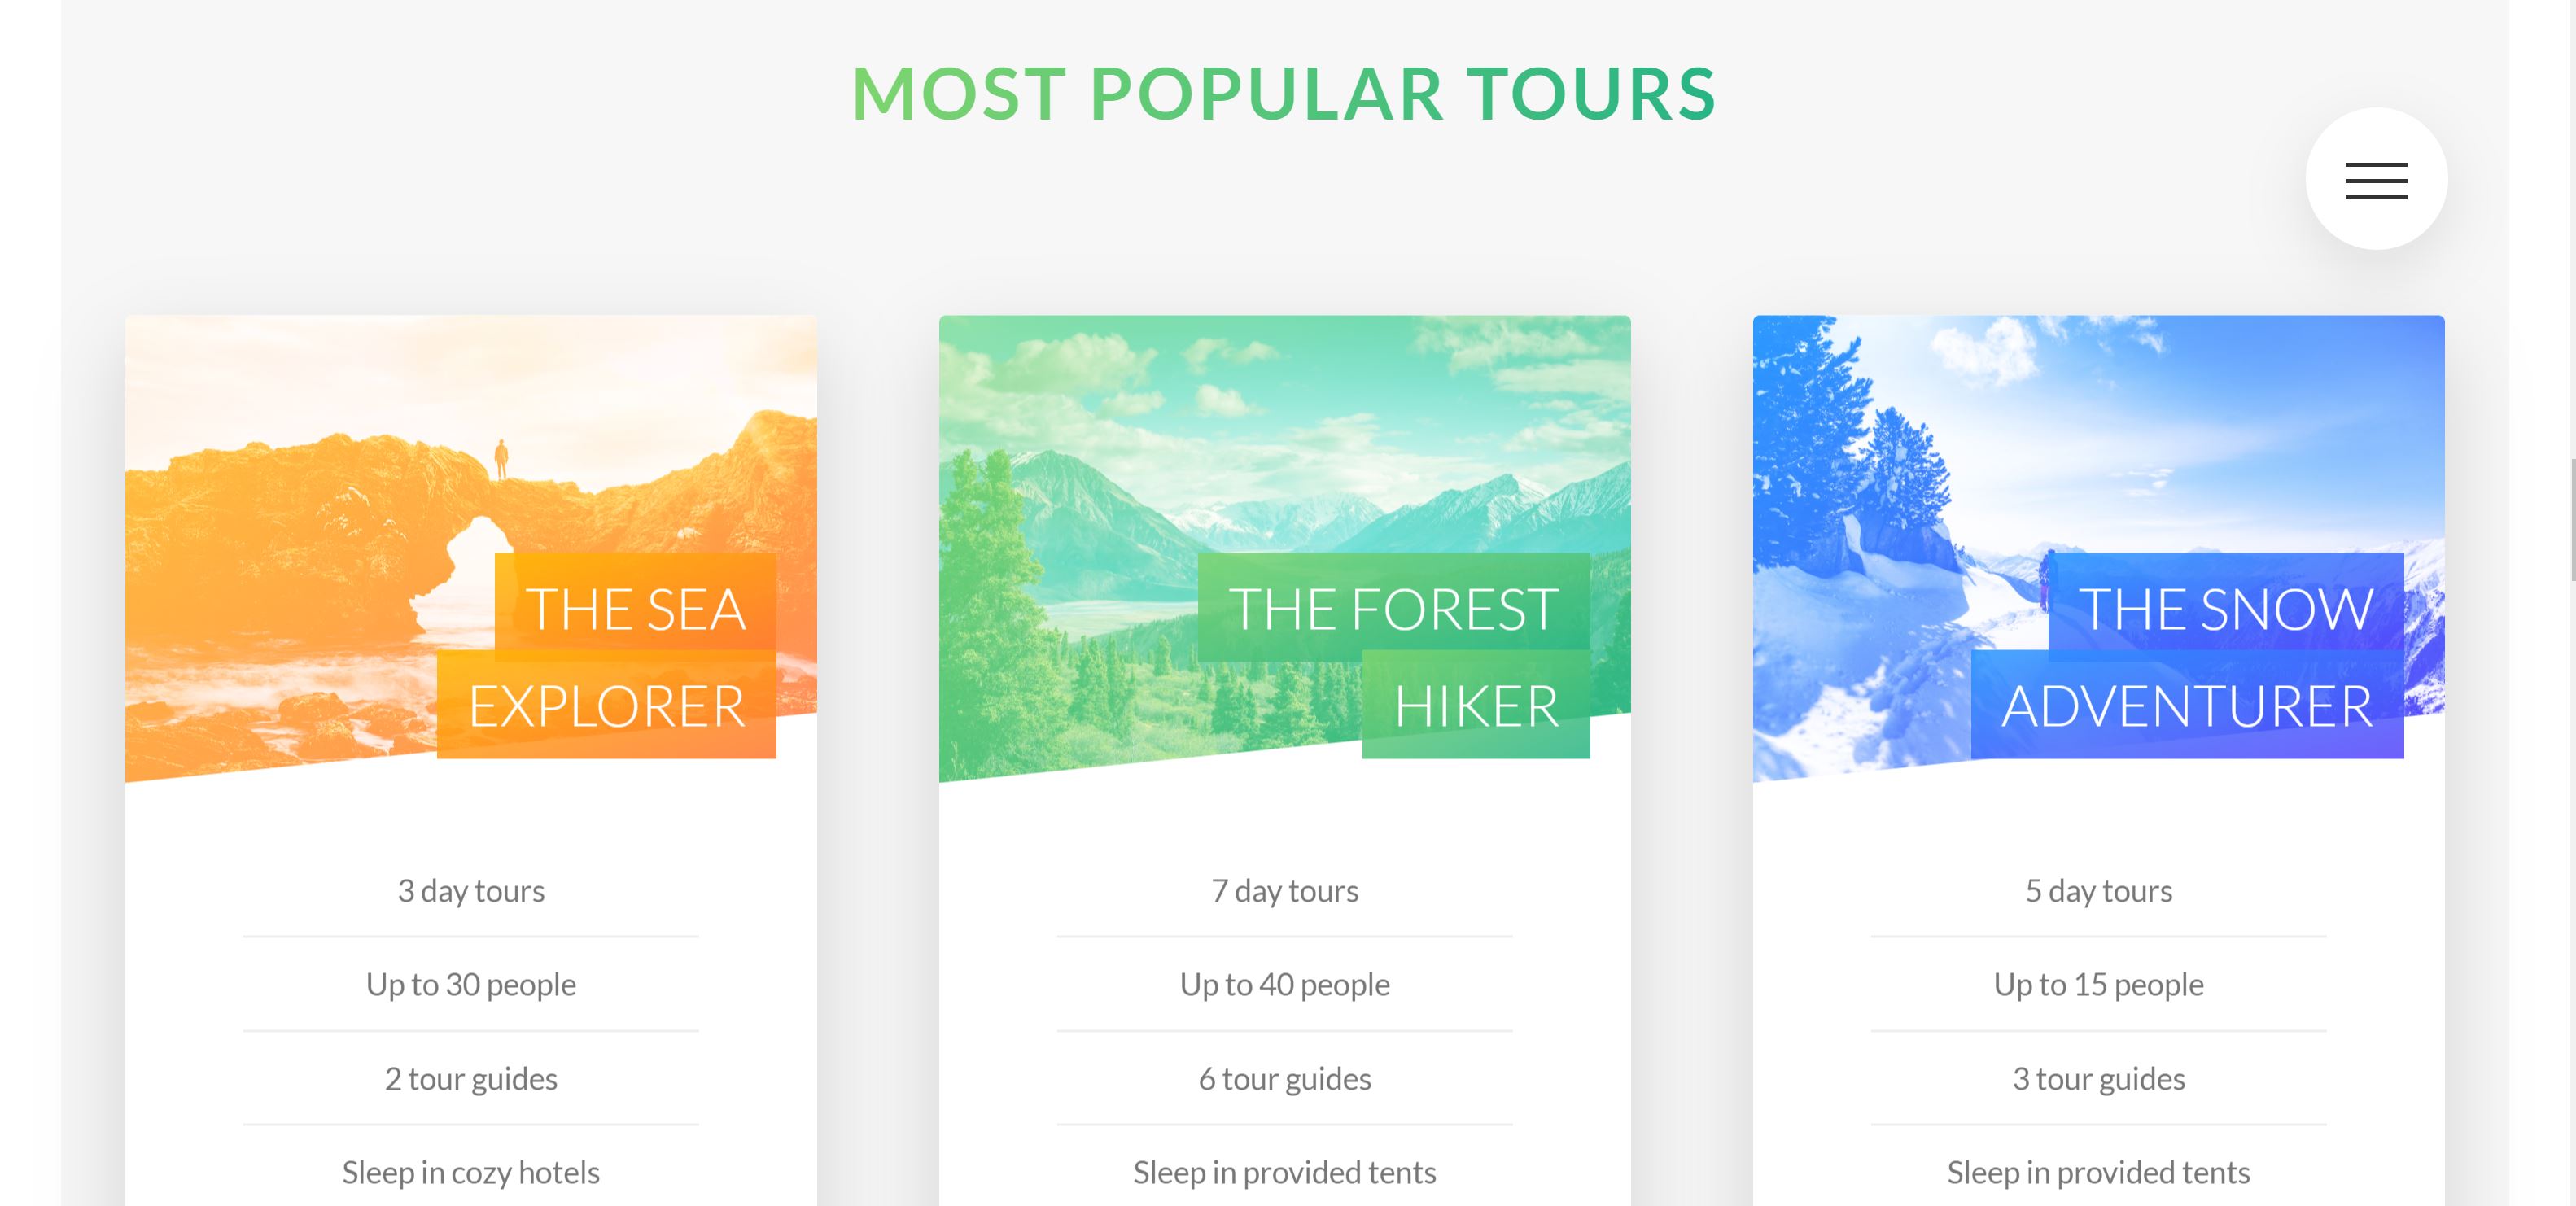 MOST POPULAR TOURS
THE SEA
EXPLORER
3 day tours
Up to 30 people
2 tour guides
Sleep in cozy hotels
THE FOREST
HIKER
7 day tours
Up to 40 people
6 tour guides
Sleep in provided tents
THE SNOW
ADVENTURER
5 day tours
Up to 15 people
3 tour guides
Sleep in provided tents